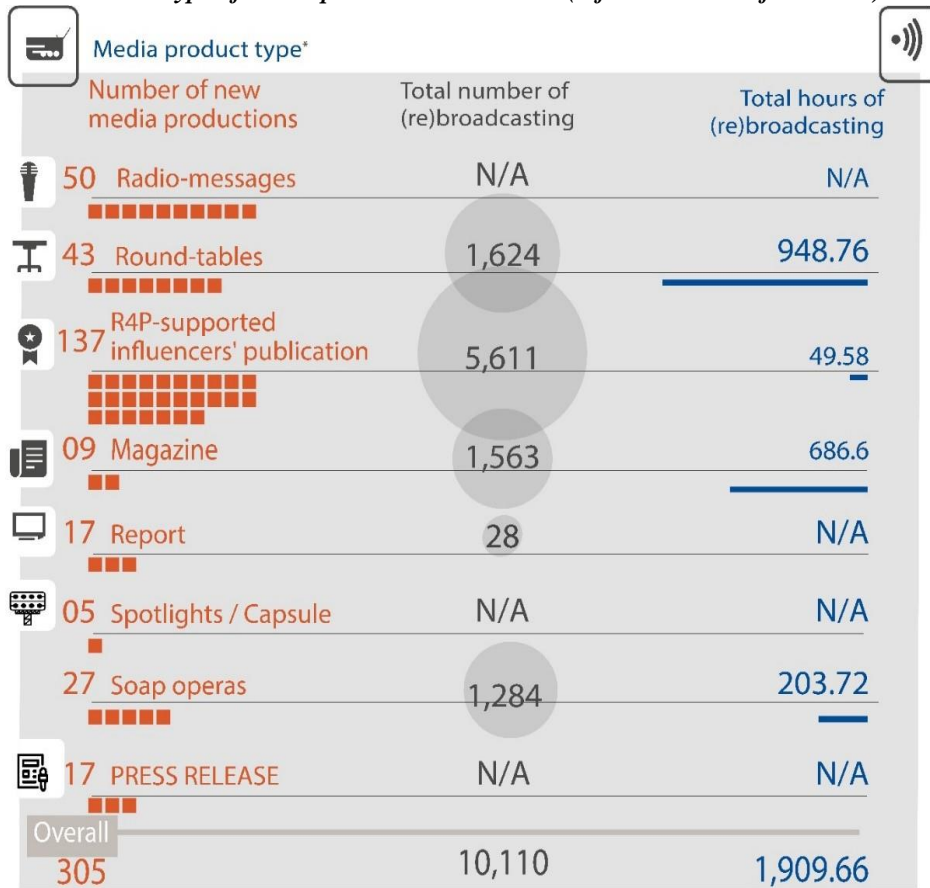 Media product type*
Number of new
media productions
Total number of
(re)broadcasting
Total hours of
(re)broadcasting
50 Radio-messages N/A N/A
43 Round-tables 1,624 948.76
137 R4P-supported
influencers' publication 5,611 49.58
09 Magazine 1,563 686.6
17 Report 28 N/A
05 Spotlights / Capsule N/A N/A
27 Soap operas 1,284 203.72
17 PRESS RELEASE N/A N/A
Overall
305 10,110 1,909.66